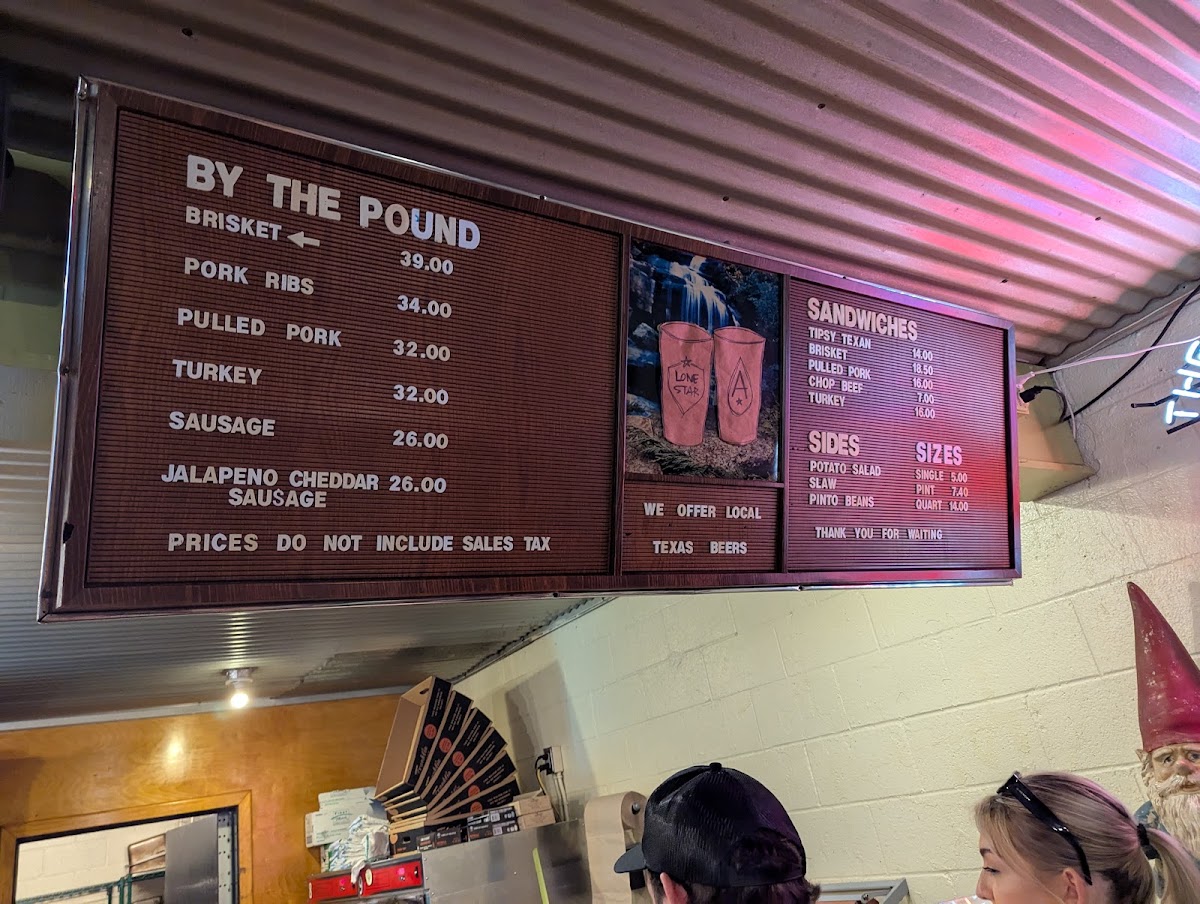 BY THE POUND
BRISKET ← 39.00
PORK RIBS 34.00
PULLED PORK 32.00
TURKEY 32.00
SAUSAGE 26.00
JALAPENO CHEDDAR 26.00
SAUSAGE
PRICES DO NOT INCLUDE SALES TAX
LONE
STAR
A
WE OFFER LOCAL
TEXAS BEERS
SANDWICHES
TIPSY TEXAN 14.00
BRISKET 18.50
PULLED PORK 16.00
CHOP BEEF 7.00
TURKEY 16.00
SIDES
POTATO SALAD
SLAW
PINTO BEANS
SIZES
SINGLE 5.00
PINT 7.40
QUART 14.00
THANK YOU FOR WAITING